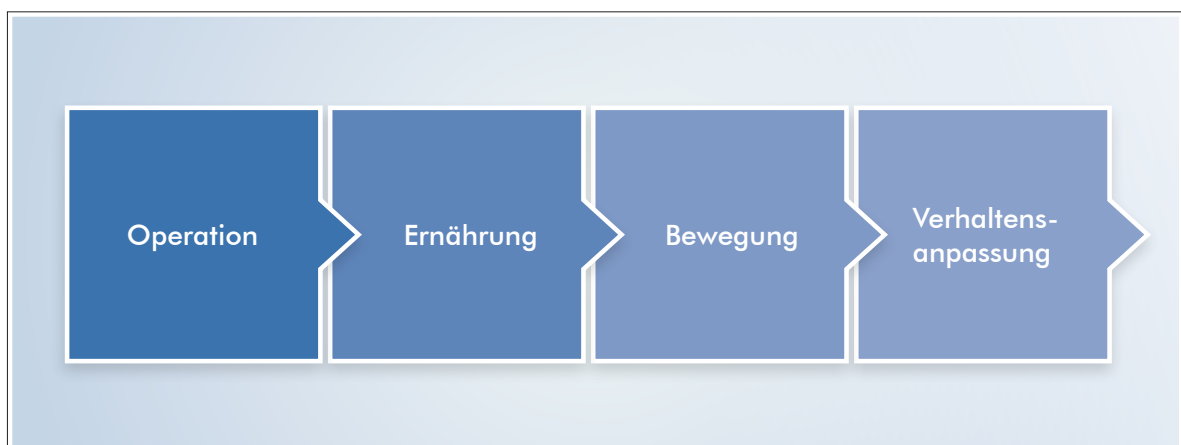 Operation
Ernährung
Bewegung
Verhaltens-
anpassung